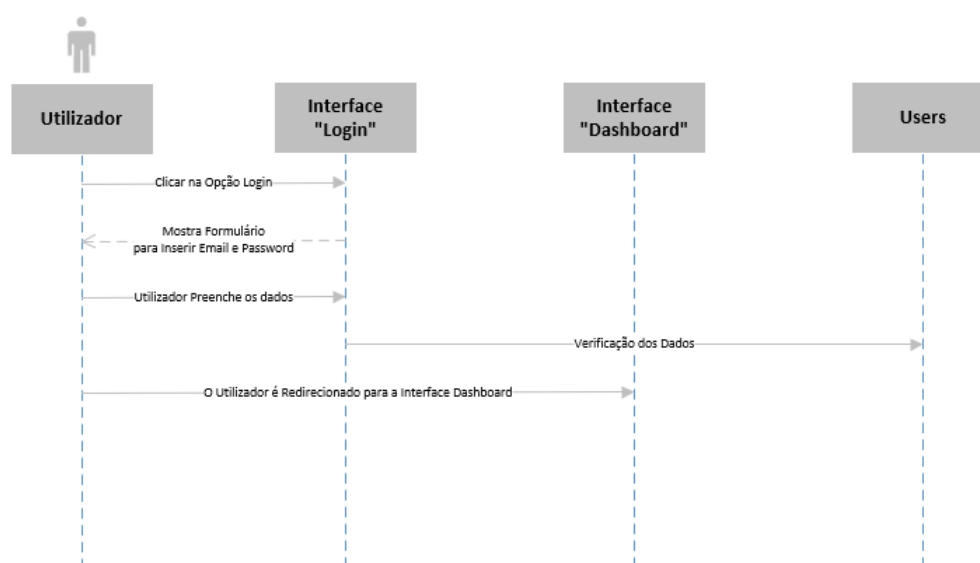 Utilizador
Interface
"Login"
Interface
"Dashboard"
Users
Clicar na Opção Login
Mostra Formulário
para Inserir Email e Password
Utilizador Preenche os dados
Verificação dos Dados
O Utilizador é Redirecionado para a Interface Dashboard